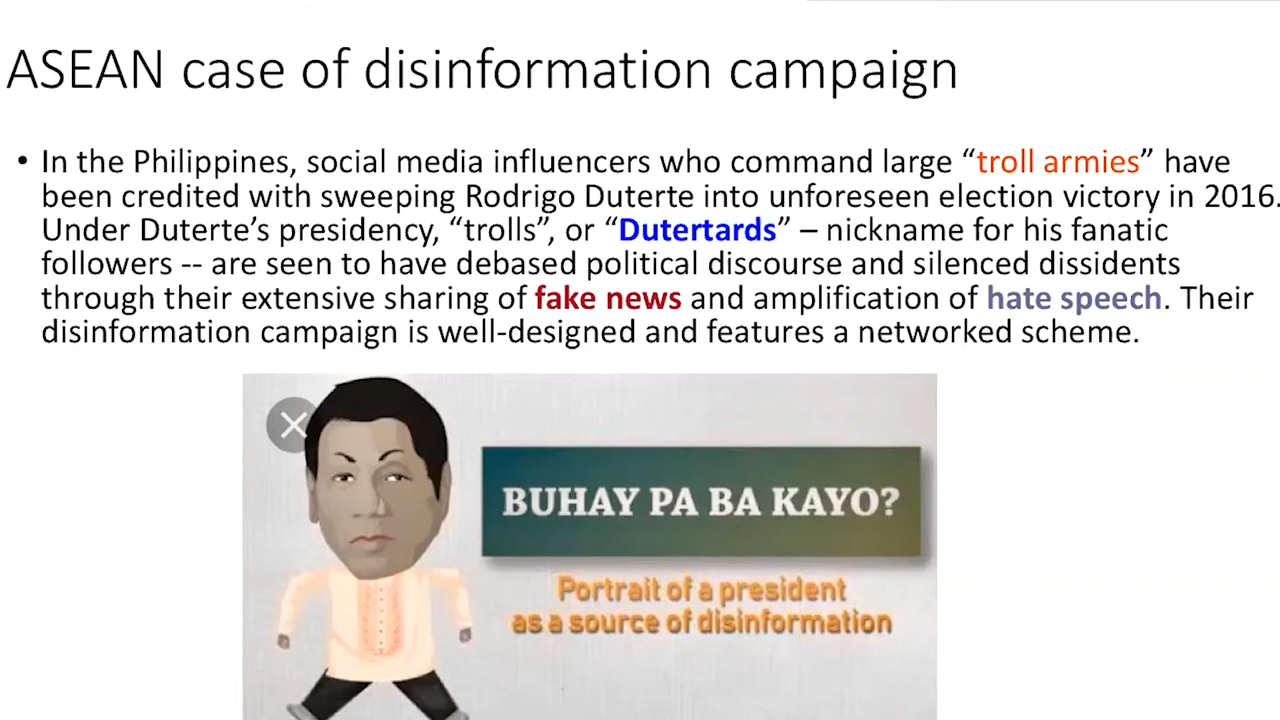 ASEAN case of disinformation campaign
• In the Philippines, social media influencers who command large “troll armies” have
been credited with sweeping Rodrigo Duterte into unforeseen election victory in 2016.
Under Duterte’s presidency, “trolls”, or “Dutertards” – nickname for his fanatic
followers -- are seen to have debased political discourse and silenced dissidents
through their extensive sharing of fake news and amplification of hate speech. Their
disinformation campaign is well-designed and features a networked scheme.
BUHAY PA BA KAYO?
Portrait of a president
as a source of disinformation